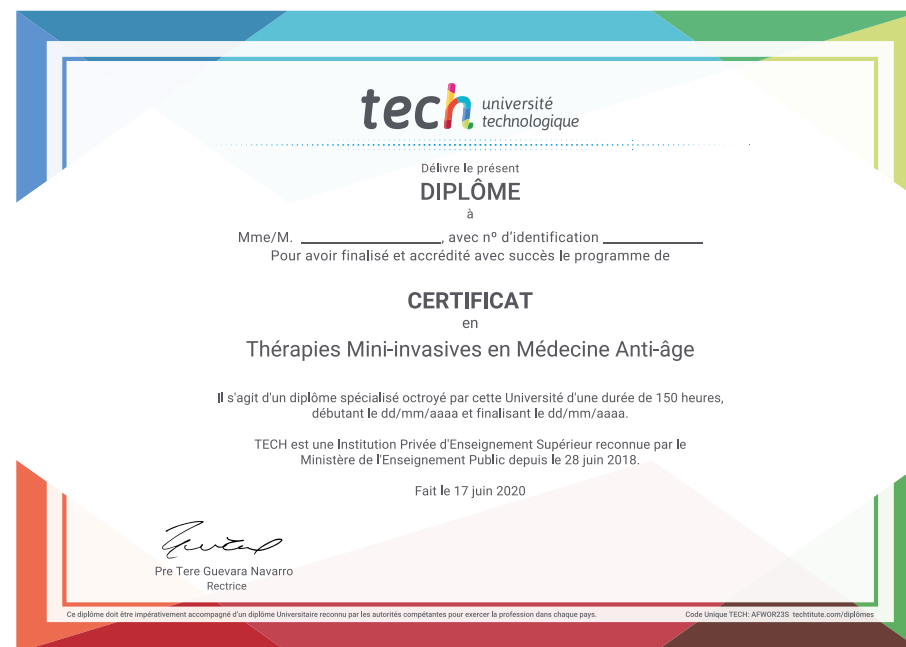 tech université
technologique
Délivre le présent
DIPLÔME
à
Mme/M. ____________________, avec nº d'identification ______________
Pour avoir finalisé et accrédité avec succès le programme de
CERTIFICAT
en
Thérapies Mini-invasives en Médecine Anti-âge
Il s'agit d'un diplôme spécialisé octroyé par cette Université d'une durée de 150 heures,
débutant le dd/mm/aaaa et finalisant le dd/mm/aaaa.
TECH est une Institution Privée d'Enseignement Supérieur reconnue par le
Ministère de l'Enseignement Public depuis le 28 juin 2018.
Fait le 17 juin 2020
Pre Tere Guevara Navarro
Rectrice
Ce diplôme doit être impérativement accompagné d'un diplôme Universitaire reconnu par les autorités compétantes pour exercer la profession dans chaque pays. Code Unique TECH: AFWOR23S techtitute.com/diplômes